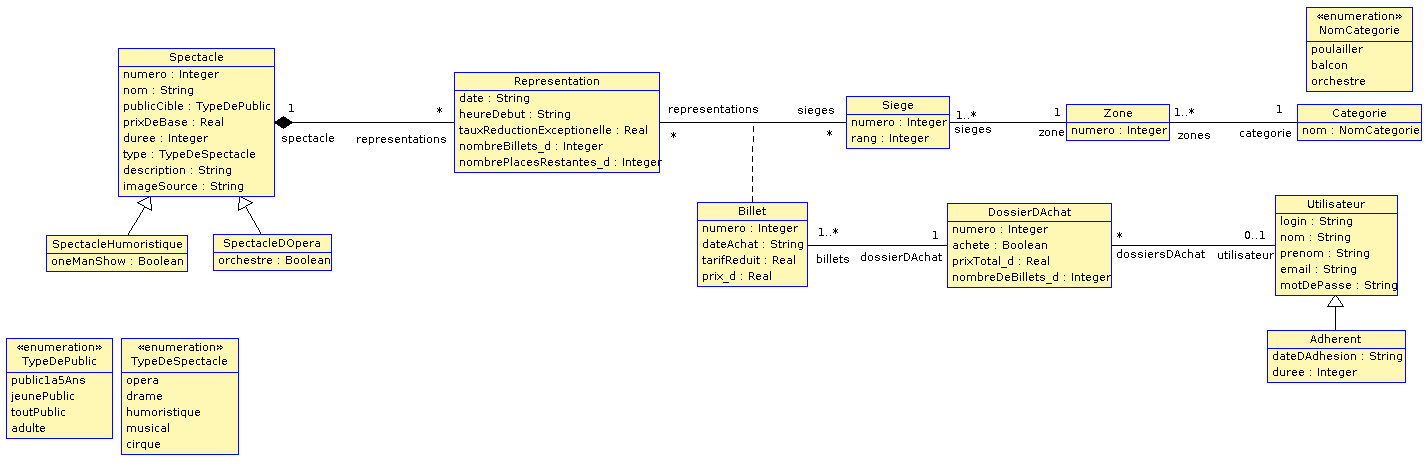 «enumeration»
NomCategorie
poulailler
balcon
orchestre
Spectacle
numero : Integer
nom : String
publicCible : TypeDePublic
prixDeBase : Real
duree : Integer
type : TypeDeSpectacle
description : String
imageSource : String
1
*
spectacle
representations
Representation
date : String
heureDebut : String
tauxReductionExceptionelle : Real
nombreBillets_d : Integer
nombrePlacesRestantes_d : Integer
representations
sieges
*
*
Siege
numero : Integer
rang : Integer
1..*
1
sieges
zone
Zone
numero : Integer
1..*
1
zones
categorie
Categorie
nom : NomCategorie
SpectacleHumoristique
oneManShow : Boolean
SpectacleDOpera
orchestre : Boolean
Billet
numero : Integer
dateAchat : String
tarifReduit : Real
prix_d : Real
1..*
1
billets
dossierDAchat
DossierDAchat
numero : Integer
achete : Boolean
prixTotal_d : Real
nombreDeBillets_d : Integer
*
0..1
dossiersDAchat
utilisateur
Utilisateur
login : String
nom : String
prenom : String
email : String
motDePasse : String
Adherent
dateDAdhesion : String
duree : Integer
«enumeration»
TypeDePublic
public1a5Ans
jeunePublic
toutPublic
adulte
«enumeration»
TypeDeSpectacle
opera
drame
humoristique
musical
cirque